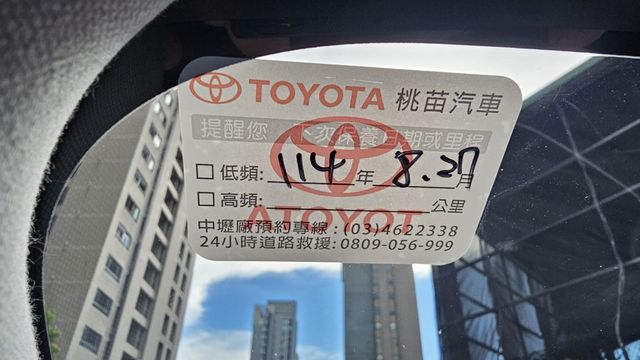 TOYOTA 桃苗汽車
提醒您 下次保養日期或里程
□ 低頻: 114 年 8.27 月
□ 高頻: 公里
TOYOTA
中壢廠預約專線: (03)4622338
24小時道路救援: 0809-056-999